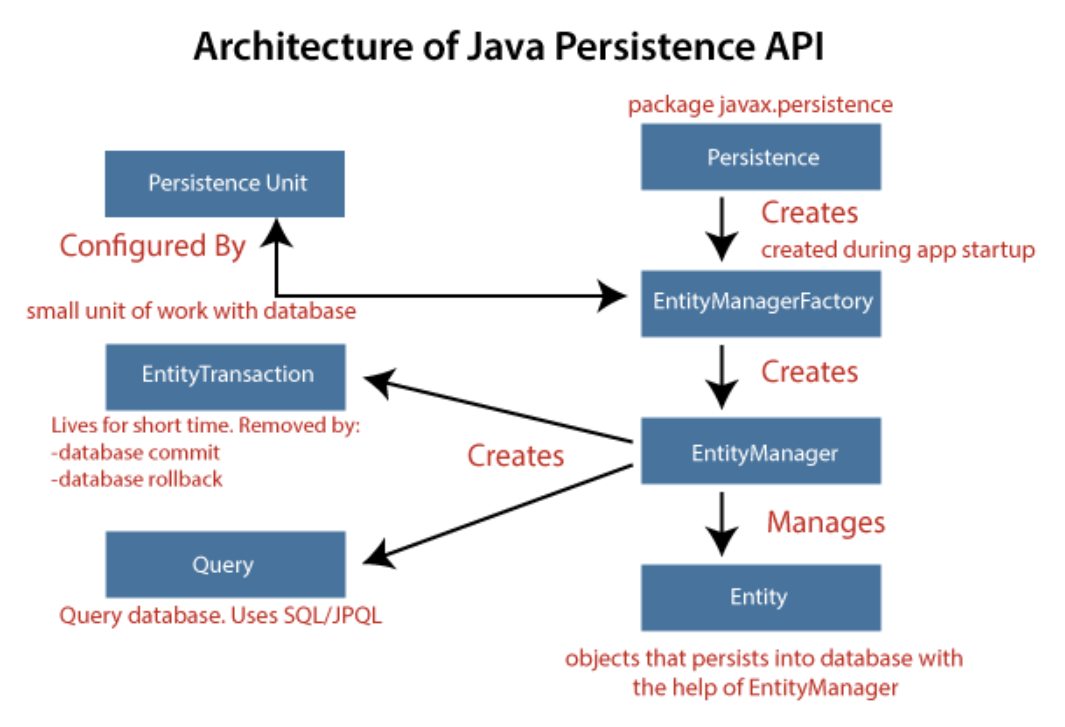 Architecture of Java Persistence API
package javax.persistence
Persistence
Persistence Unit
Creates
Configured By
created during app startup
EntityManagerFactory
small unit of work with database
EntityTransaction
Creates
Lives for short time. Removed by:
-database commit
-database rollback
Creates
EntityManager
Manages
Query
Entity
Query database. Uses SQL/JPQL
objects that persists into database with
the help of EntityManager